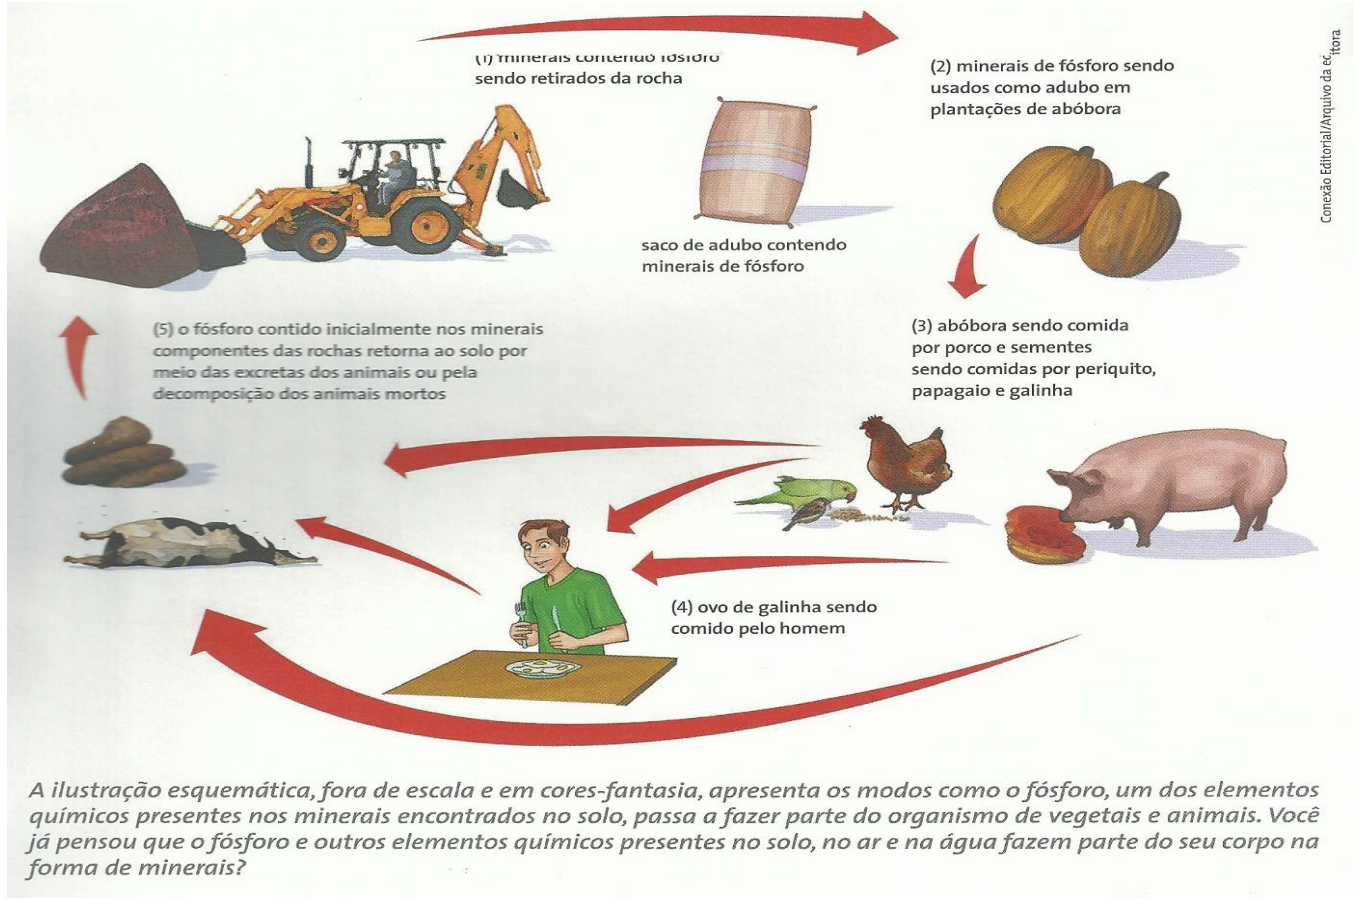 (1) minerais contendo fósforo
sendo retirados da rocha
(2) minerais de fósforo sendo
usados como adubo em
plantações de abóbora
Conexão Editorial/Arquivo da editora
saco de adubo contendo
minerais de fósforo
(3) abóbora sendo comida
por porco e sementes
sendo comidas por periquito,
papagaio e galinha
(5) o fósforo contido inicialmente nos minerais
componentes das rochas retorna ao solo por
meio das excretas dos animais ou pela
decomposição dos animais mortos
(4) ovo de galinha sendo
comido pelo homem
A ilustração esquemática, fora de escala e em cores-fantasia, apresenta os modos como o fósforo, um dos elementos
químicos presentes nos minerais encontrados no solo, passa a fazer parte do organismo de vegetais e animais. Você
já pensou que o fósforo e outros elementos químicos presentes no solo, no ar e na água fazem parte do seu corpo na
forma de minerais?